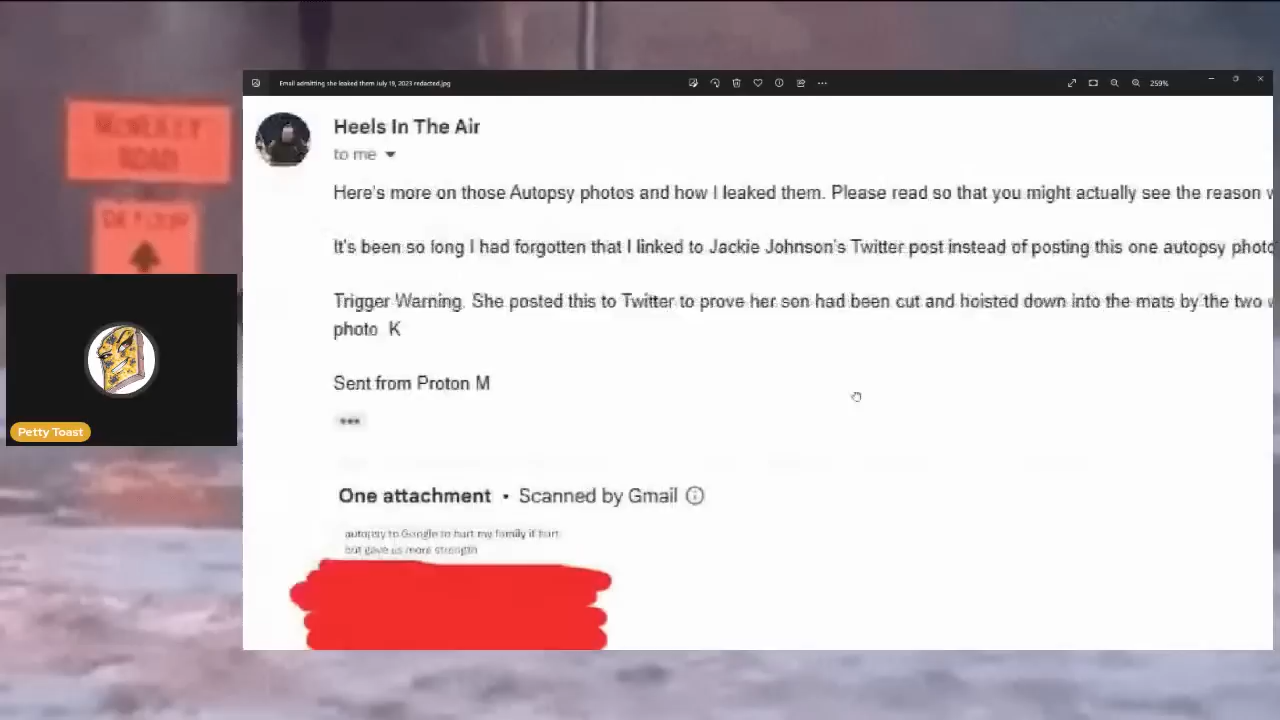 Email admitting she leaked them July 19, 2023 redacted.jpg
259%
Heels In The Air
to me
Here's more on those Autopsy photos and how I leaked them. Please read so that you might actually see the reason
It's been so long I had forgotten that I linked to Jackie Johnson's Twitter post instead of posting this one autopsy photo
Trigger Warning. She posted this to Twitter to prove her son had been cut and hoisted down into the mats by the two
photo K
Sent from Proton M
One attachment • Scanned by Gmail
autopsy to Google to hurt my family it hurt
but gave us more strength
ROAD
DETOUR
Petty Toast